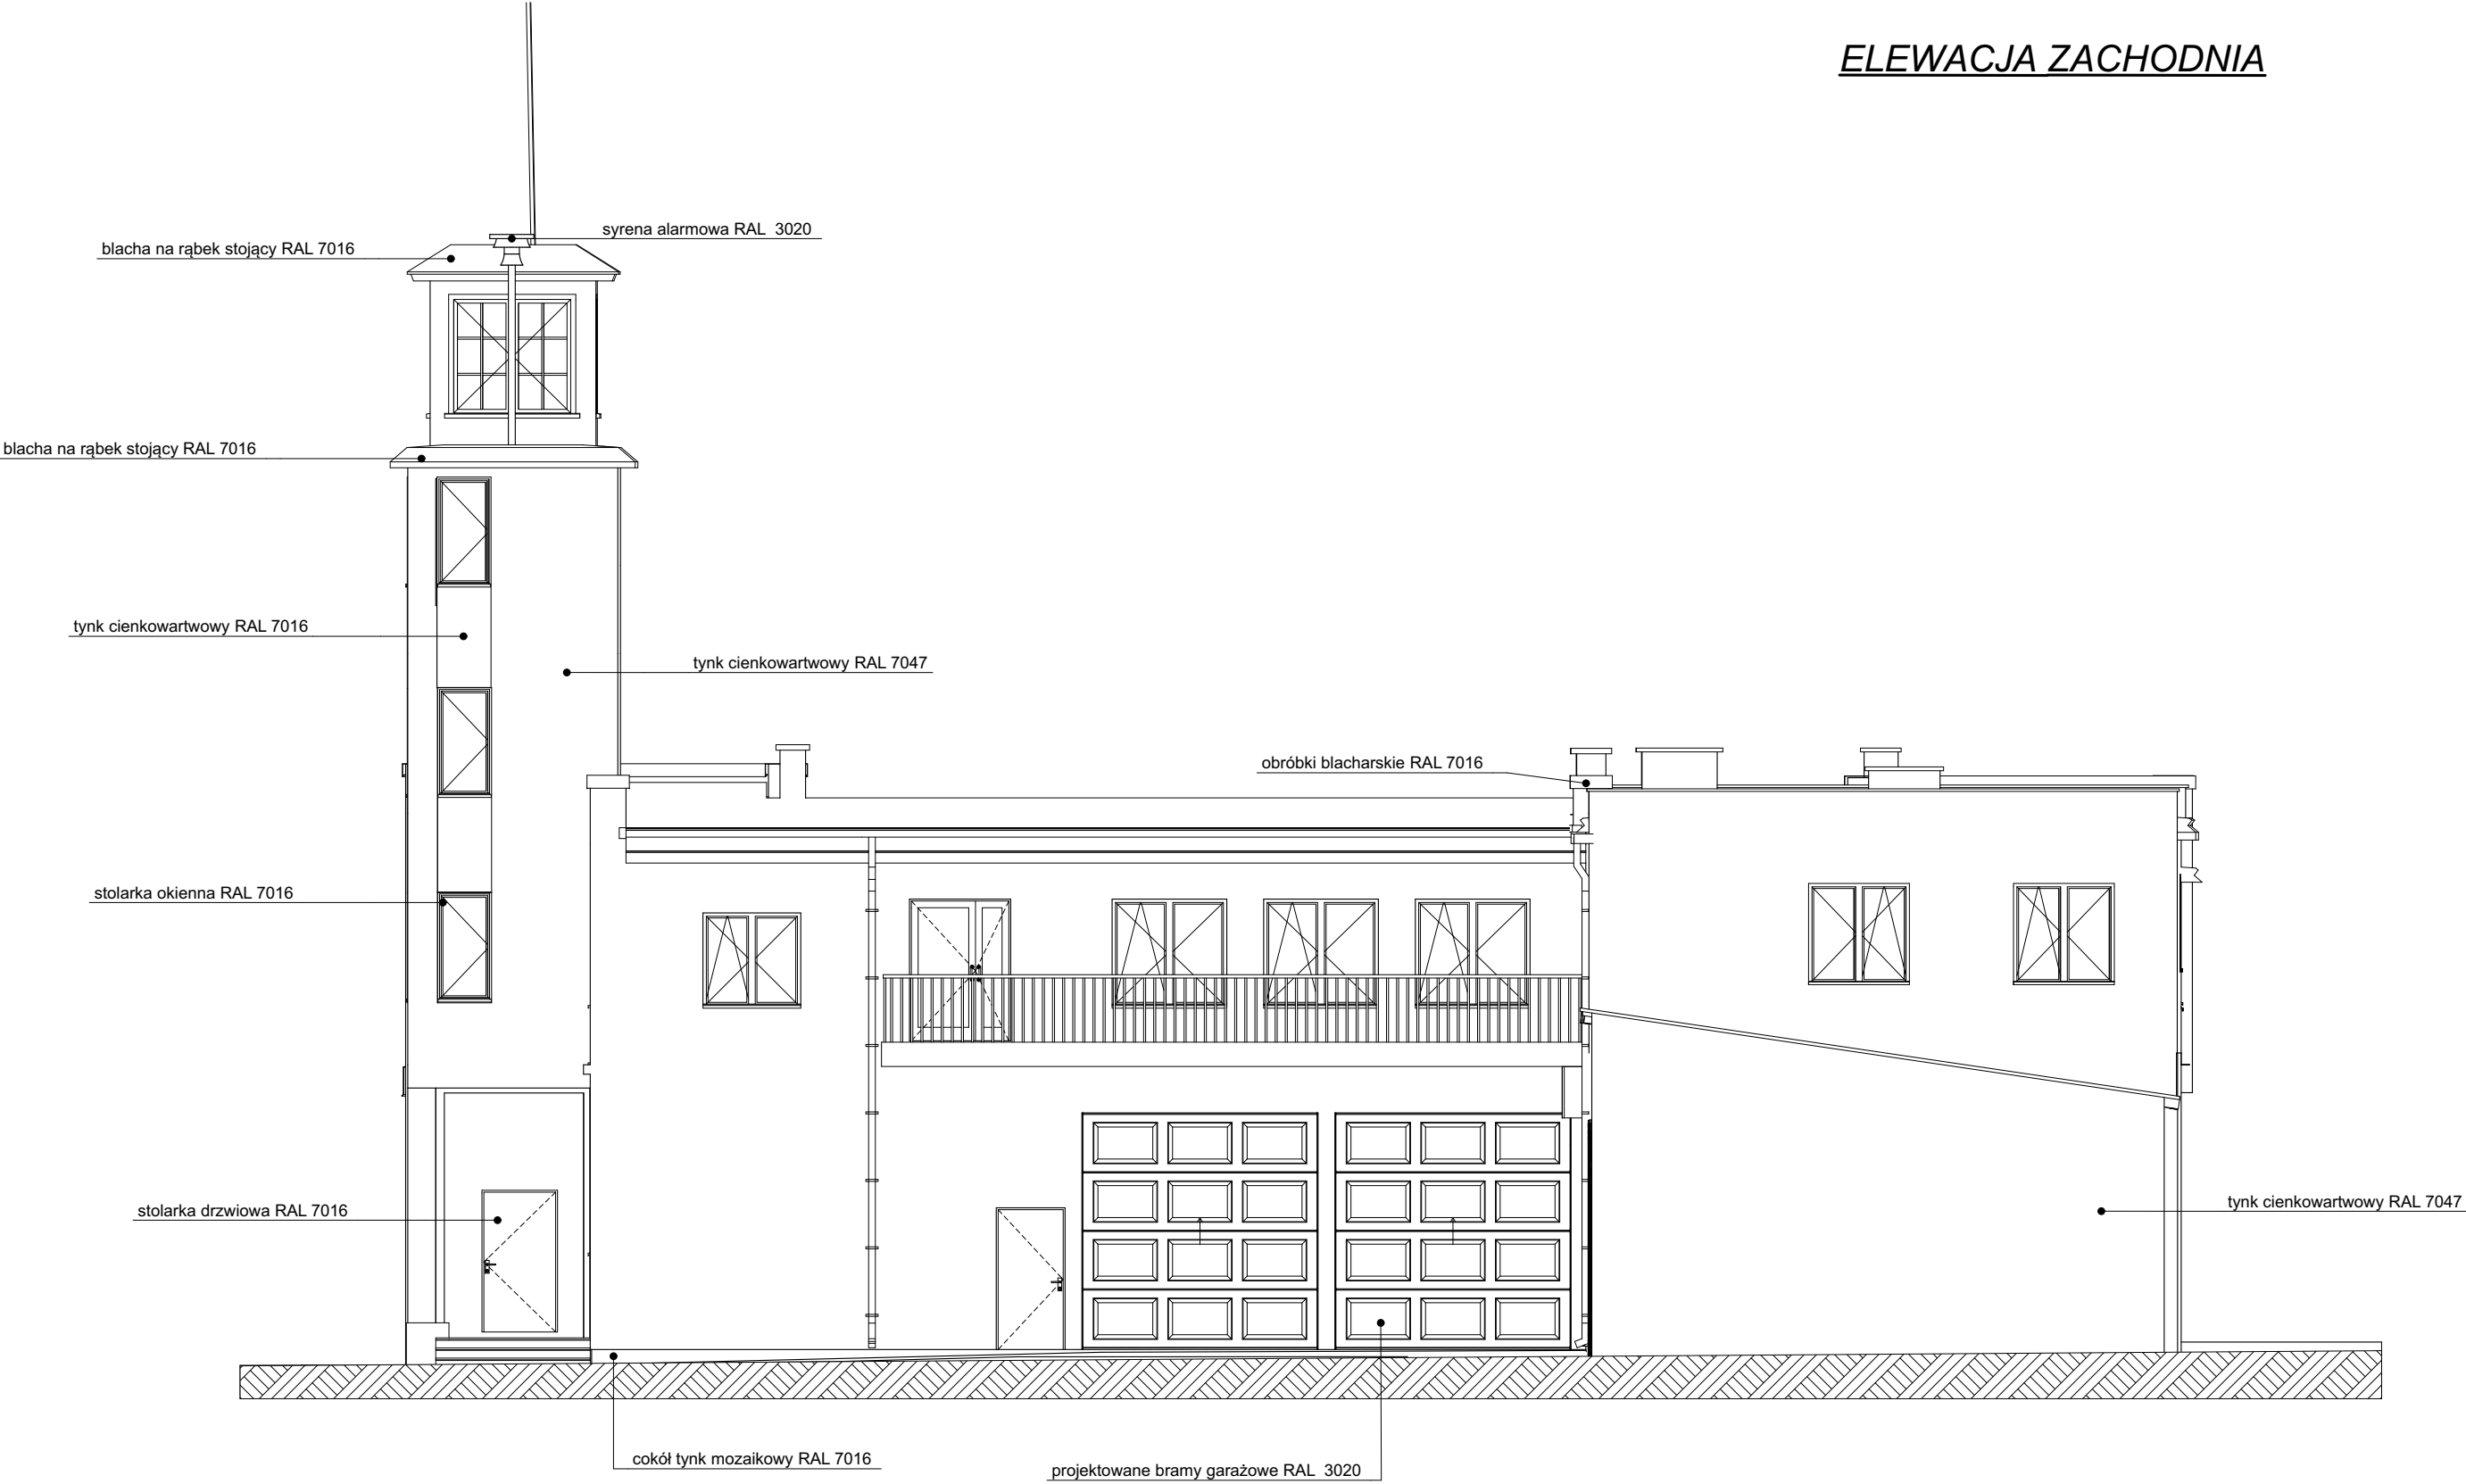 ELEWACJA ZACHODNIA
syrena alarmowa RAL 3020
blacha na rąbek stojący RAL 7016
blacha na rąbek stojący RAL 7016
tynk cienkowartwowy RAL 7016
tynk cienkowartwowy RAL 7047
obróbki blacharskie RAL 7016
stolarka okienna RAL 7016
stolarka drzwiowa RAL 7016
tynk cienkowartwowy RAL 7047
cokół tynk mozaikowy RAL 7016
projektowane bramy garażowe RAL 3020